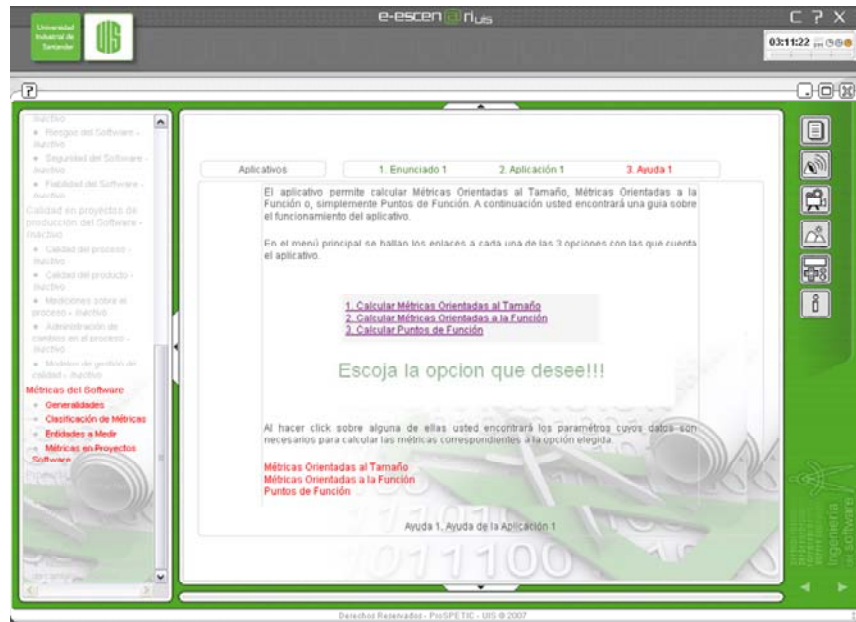 Universidad
Industrial de
Santander
e-escen@ri uis
03:11:22 pm
Inactivo
Riesgos del Software -
Inactivo
Seguridad del Software -
Inactivo
Fiabilidad del Software -
Inactivo
Calidad en proyectos de
producción del Software -
Inactivo
Calidad del proceso -
Inactivo
Calidad del producto -
Inactivo
Mediciones sobre el
proceso - Inactivo
Administración de
cambios en el proceso -
Inactivo
Modelos de gestión de
calidad - Inactivo
Métricas del Software
Generalidades
Clasificación de Métricas
Entidades a Medir
Métricas en Proyectos
Software
Aplicativos
1. Enunciado 1
2. Aplicación 1
3. Ayuda 1
El aplicativo permite calcular Métricas Orientadas al Tamaño, Métricas Orientadas a la
Función o, simplemente Puntos de Función. A continuación usted encontrará una guia sobre
el funcionamiento del aplicativo.
En el menú principal se hallan los enlaces a cada una de las 3 opciones con las que cuenta
el aplicativo.
1. Calcular Métricas Orientadas al Tamaño
2. Calcular Métricas Orientadas a la Función
3. Calcular Puntos de Función
Escoja la opcion que desee!!!
Al hacer click sobre alguna de ellas usted encontrará los paramétros cuyos datos son
necesarios para calcular las métricas correspondientes a la opción elegida.
Métricas Orientadas al Tamaño
Métricas Orientadas a la Función
Puntos de Función
Ayuda 1. Ayuda de la Aplicación 1
Ingeniería
del software
Derechos Reservados - ProSPETIC - UIS @ 2007